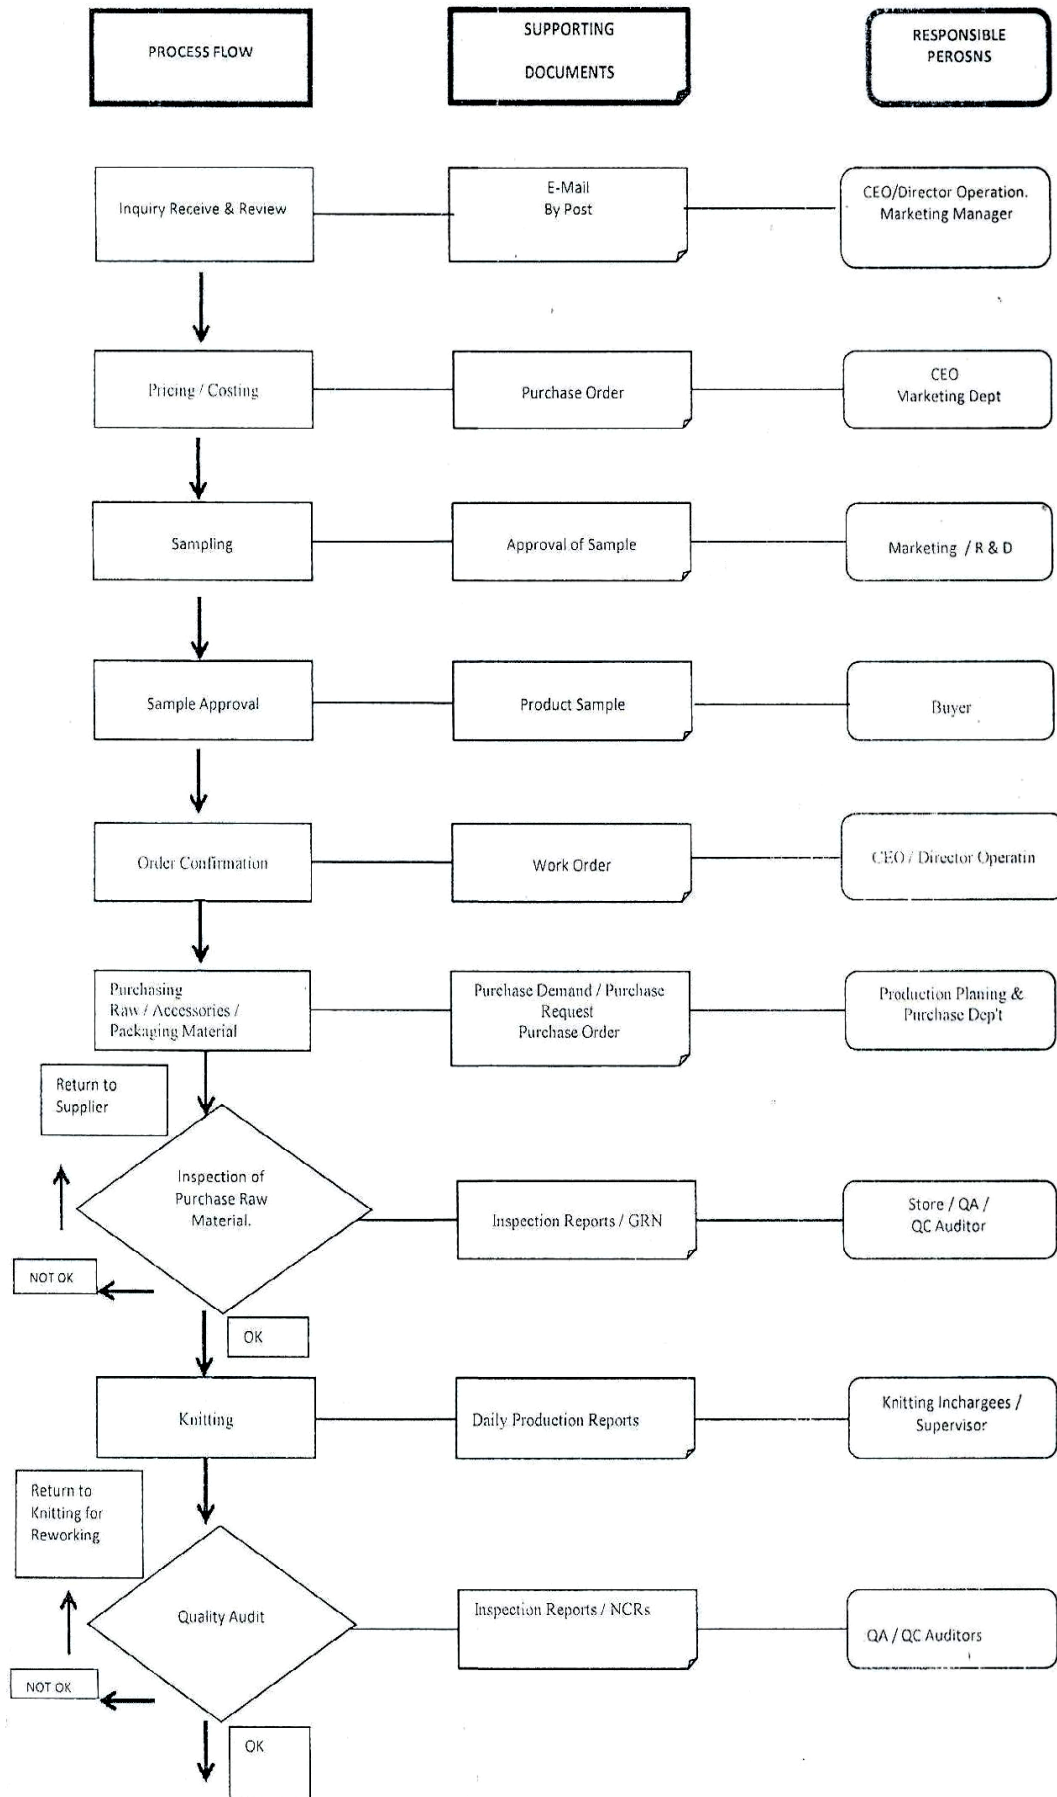 PROCESS FLOW
SUPPORTING
DOCUMENTS
RESPONSIBLE
PEROSNS
Inquiry Receive & Review
E-Mail
By Post
CEO/Director Operation.
Marketing Manager
Pricing / Costing
Purchase Order
CEO
Marketing Dept
Sampling
Approval of Sample
Marketing / R & D
Sample Approval
Product Sample
Buyer
Order Confirmation
Work Order
CEO / Director Operatin
Purchasing
Raw / Accessories /
Packaging Material
Purchase Demand / Purchase
Request
Purchase Order
Production Planing &
Purchase Dep't
Return to
Supplier
Inspection of
Purchase Raw
Material.
Inspection Reports / GRN
Store / QA /
QC Auditor
NOT OK
OK
Knitting
Daily Production Reports
Knitting Inchargees /
Supervisor
Return to
Knitting for
Reworking
Quality Audit
Inspection Reports / NCRs
QA / QC Auditors
NOT OK
OK